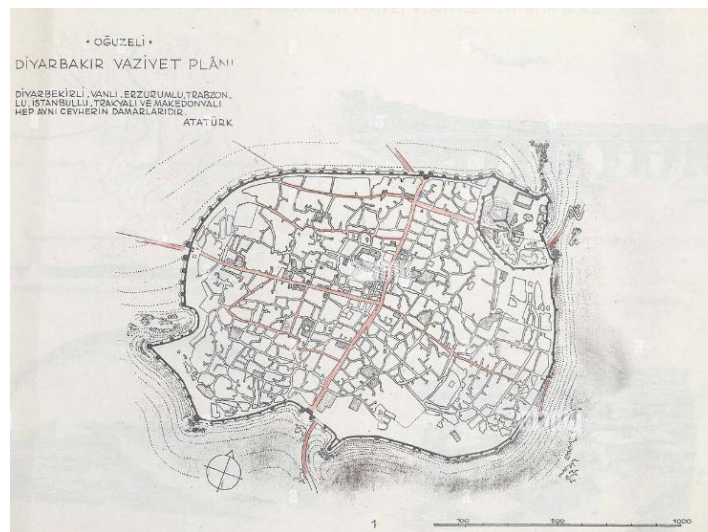 • OĞUZELİ •
DİYARBAKIR VAZİYET PLÂNI
DİYARBEKİRLİ, VANLI, ERZURUMLU, TRABZON_
LU, İSTANBULLU, TRAKYALI VE MAKEDONYALI
HEP AYNI CEVHERİN DAMARLARIDIR.
ATATÜRK
1
100
500
1000